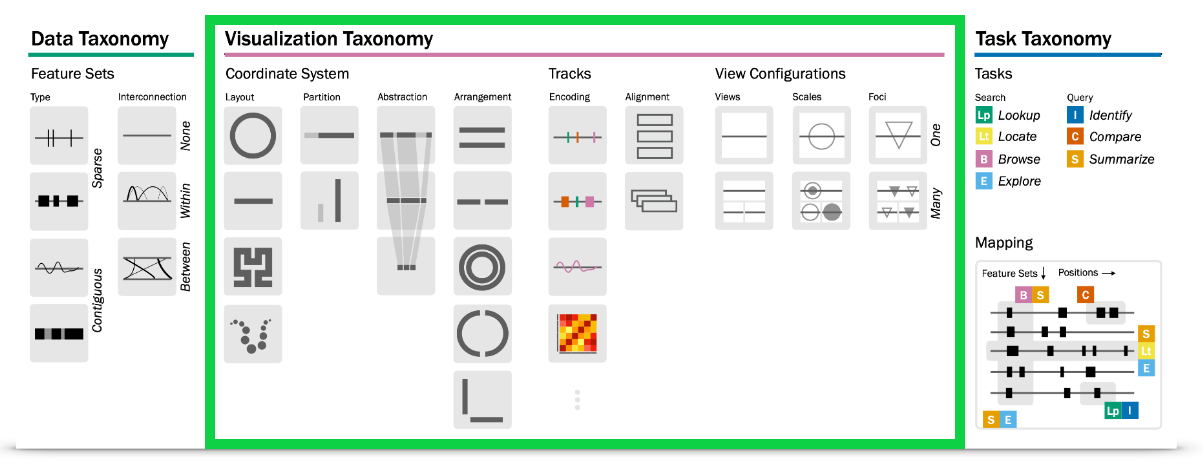 Data Taxonomy
Feature Sets
Type
Interconnection
None
Sparse
Within
Between
Contiguous
Visualization Taxonomy
Coordinate System
Layout
Partition
Abstraction
Arrangement
Tracks
Encoding
Alignment
View Configurations
Views
Scales
Foci
One
Many
Task Taxonomy
Tasks
Search
Lp Lookup
Lt Locate
B Browse
E Explore
Query
I Identify
C Compare
S Summarize
Mapping
Feature Sets ↓ Positions →
B S C
S
Lt
E
Lp I
S E